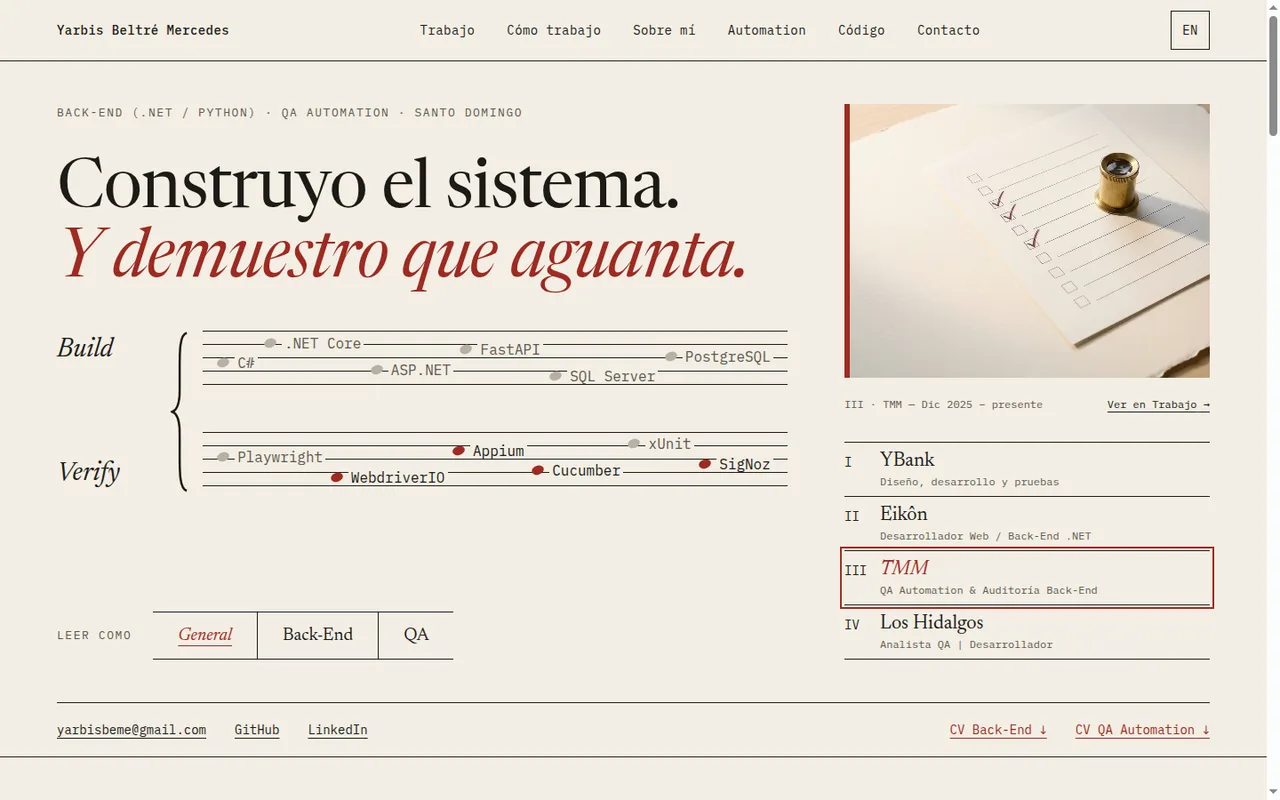 Yarbis Beltré Mercedes
Trabajo
Cómo trabajo
Sobre mí
Automation
Código
Contacto
EN
BACK-END (.NET / PYTHON) · QA AUTOMATION · SANTO DOMINGO
Construyo el sistema.
Y demuestro que aguanta.
Build
.NET Core
FastAPI
PostgreSQL
C#
ASP.NET
SQL Server
Verify
Appium
xUnit
Playwright
Cucumber
SigNoz
WebdriverIO
LEER COMO
General
Back-End
QA
III · TMM — Dic 2025 – presente
Ver en Trabajo →
I
YBank
Diseño, desarrollo y pruebas
II
Eikôn
Desarrollador Web / Back-End .NET
III
TMM
QA Automation & Auditoría Back-End
IV
Los Hidalgos
Analista QA | Desarrollador
yarbisbeme@gmail.com
GitHub
LinkedIn
CV Back-End ↓
CV QA Automation ↓